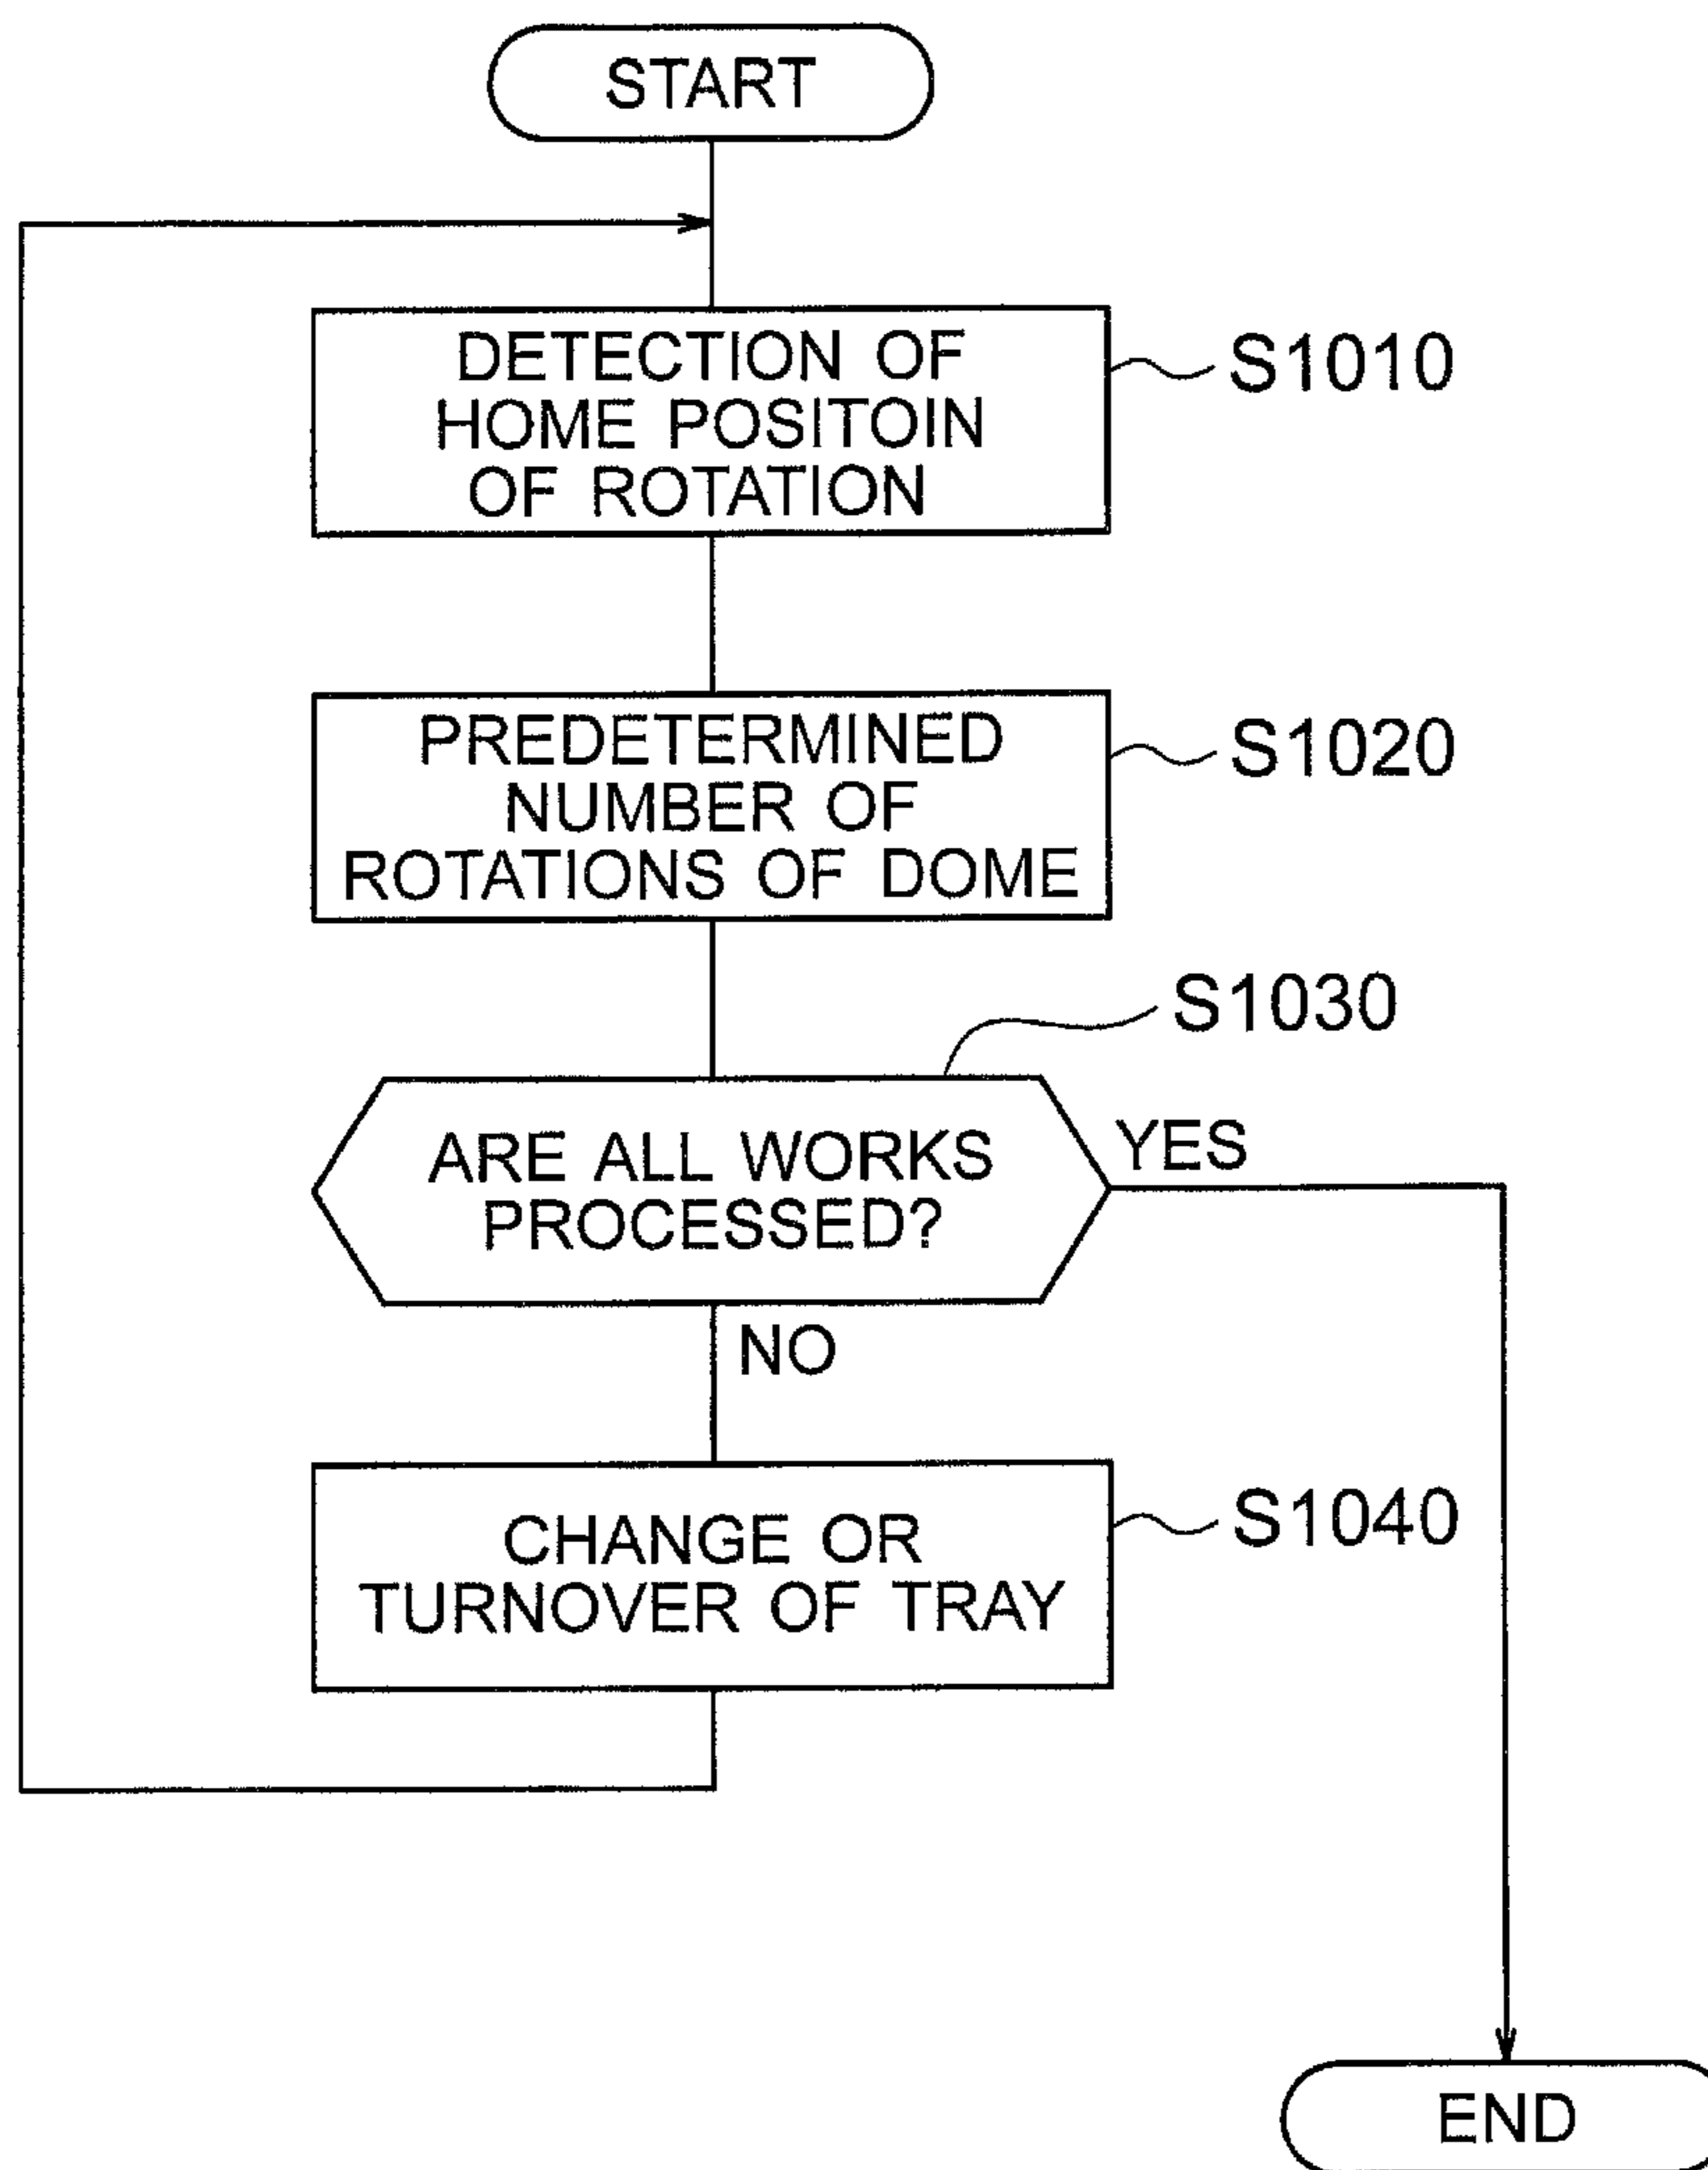 START
DETECTION OF
HOME POSITOIN
OF ROTATION
S1010
PREDETERMINED
NUMBER OF
ROTATIONS OF DOME
S1020
S1030
ARE ALL WORKS
PROCESSED?
YES
NO
CHANGE OR
TURNOVER OF TRAY
S1040
END